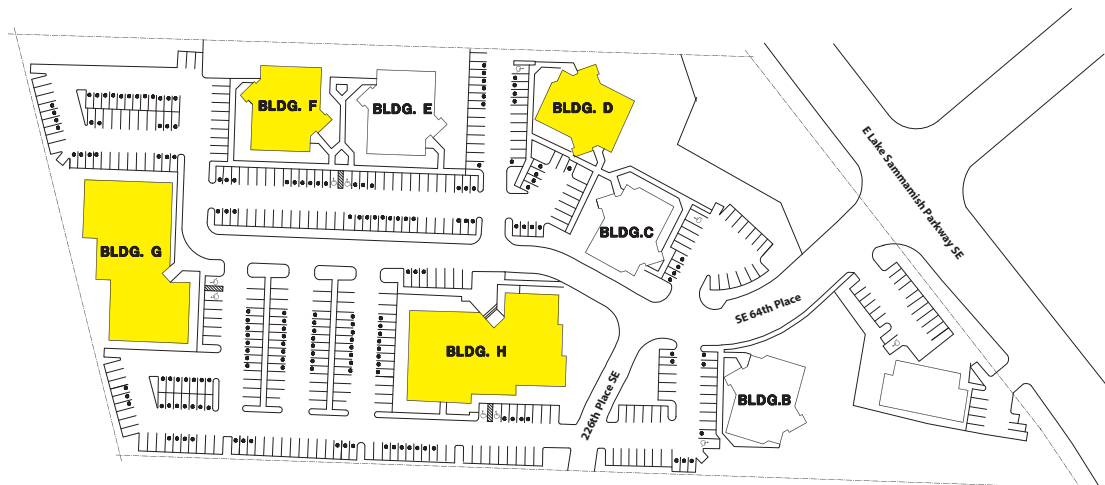 BLDG. F
BLDG. E
BLDG. D
E Lake Sammamish Parkway SE
BLDG.C
BLDG. G
SE 64th Place
BLDG. H
226th Place SE
BLDG.B